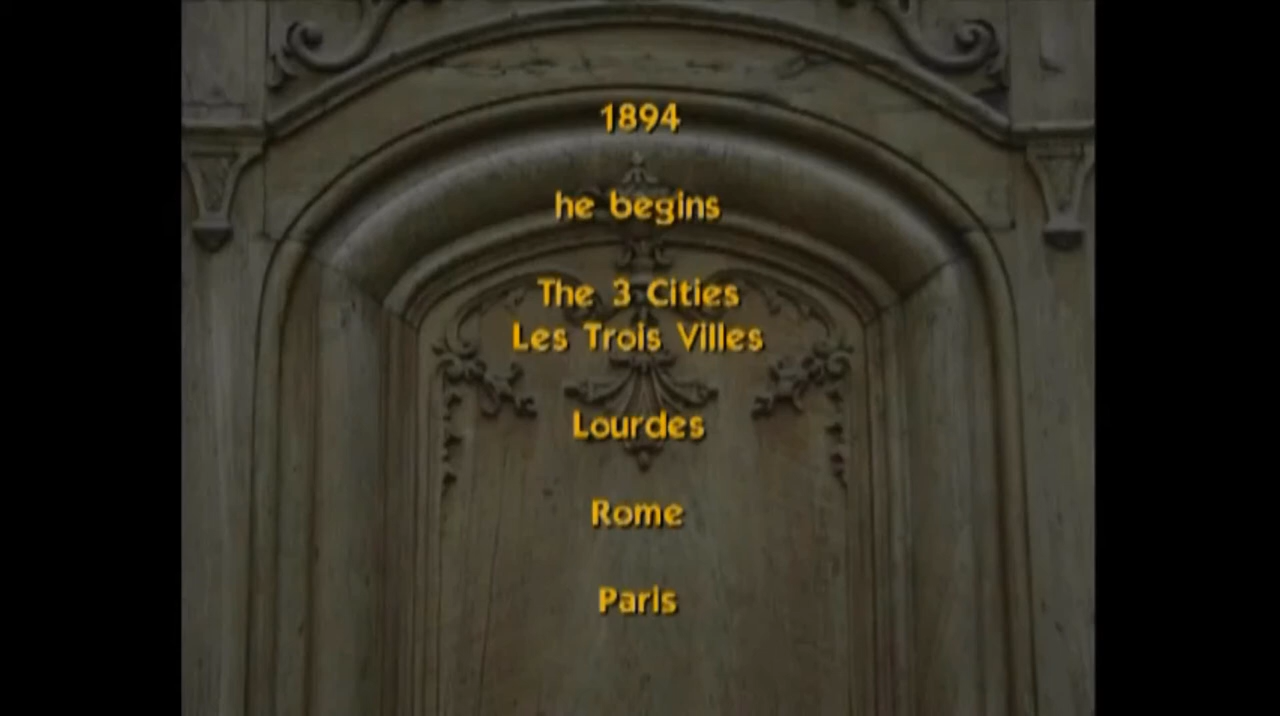 1894
he begins
The 3 Cities
Les Trois Villes
Lourdes
Rome
Paris